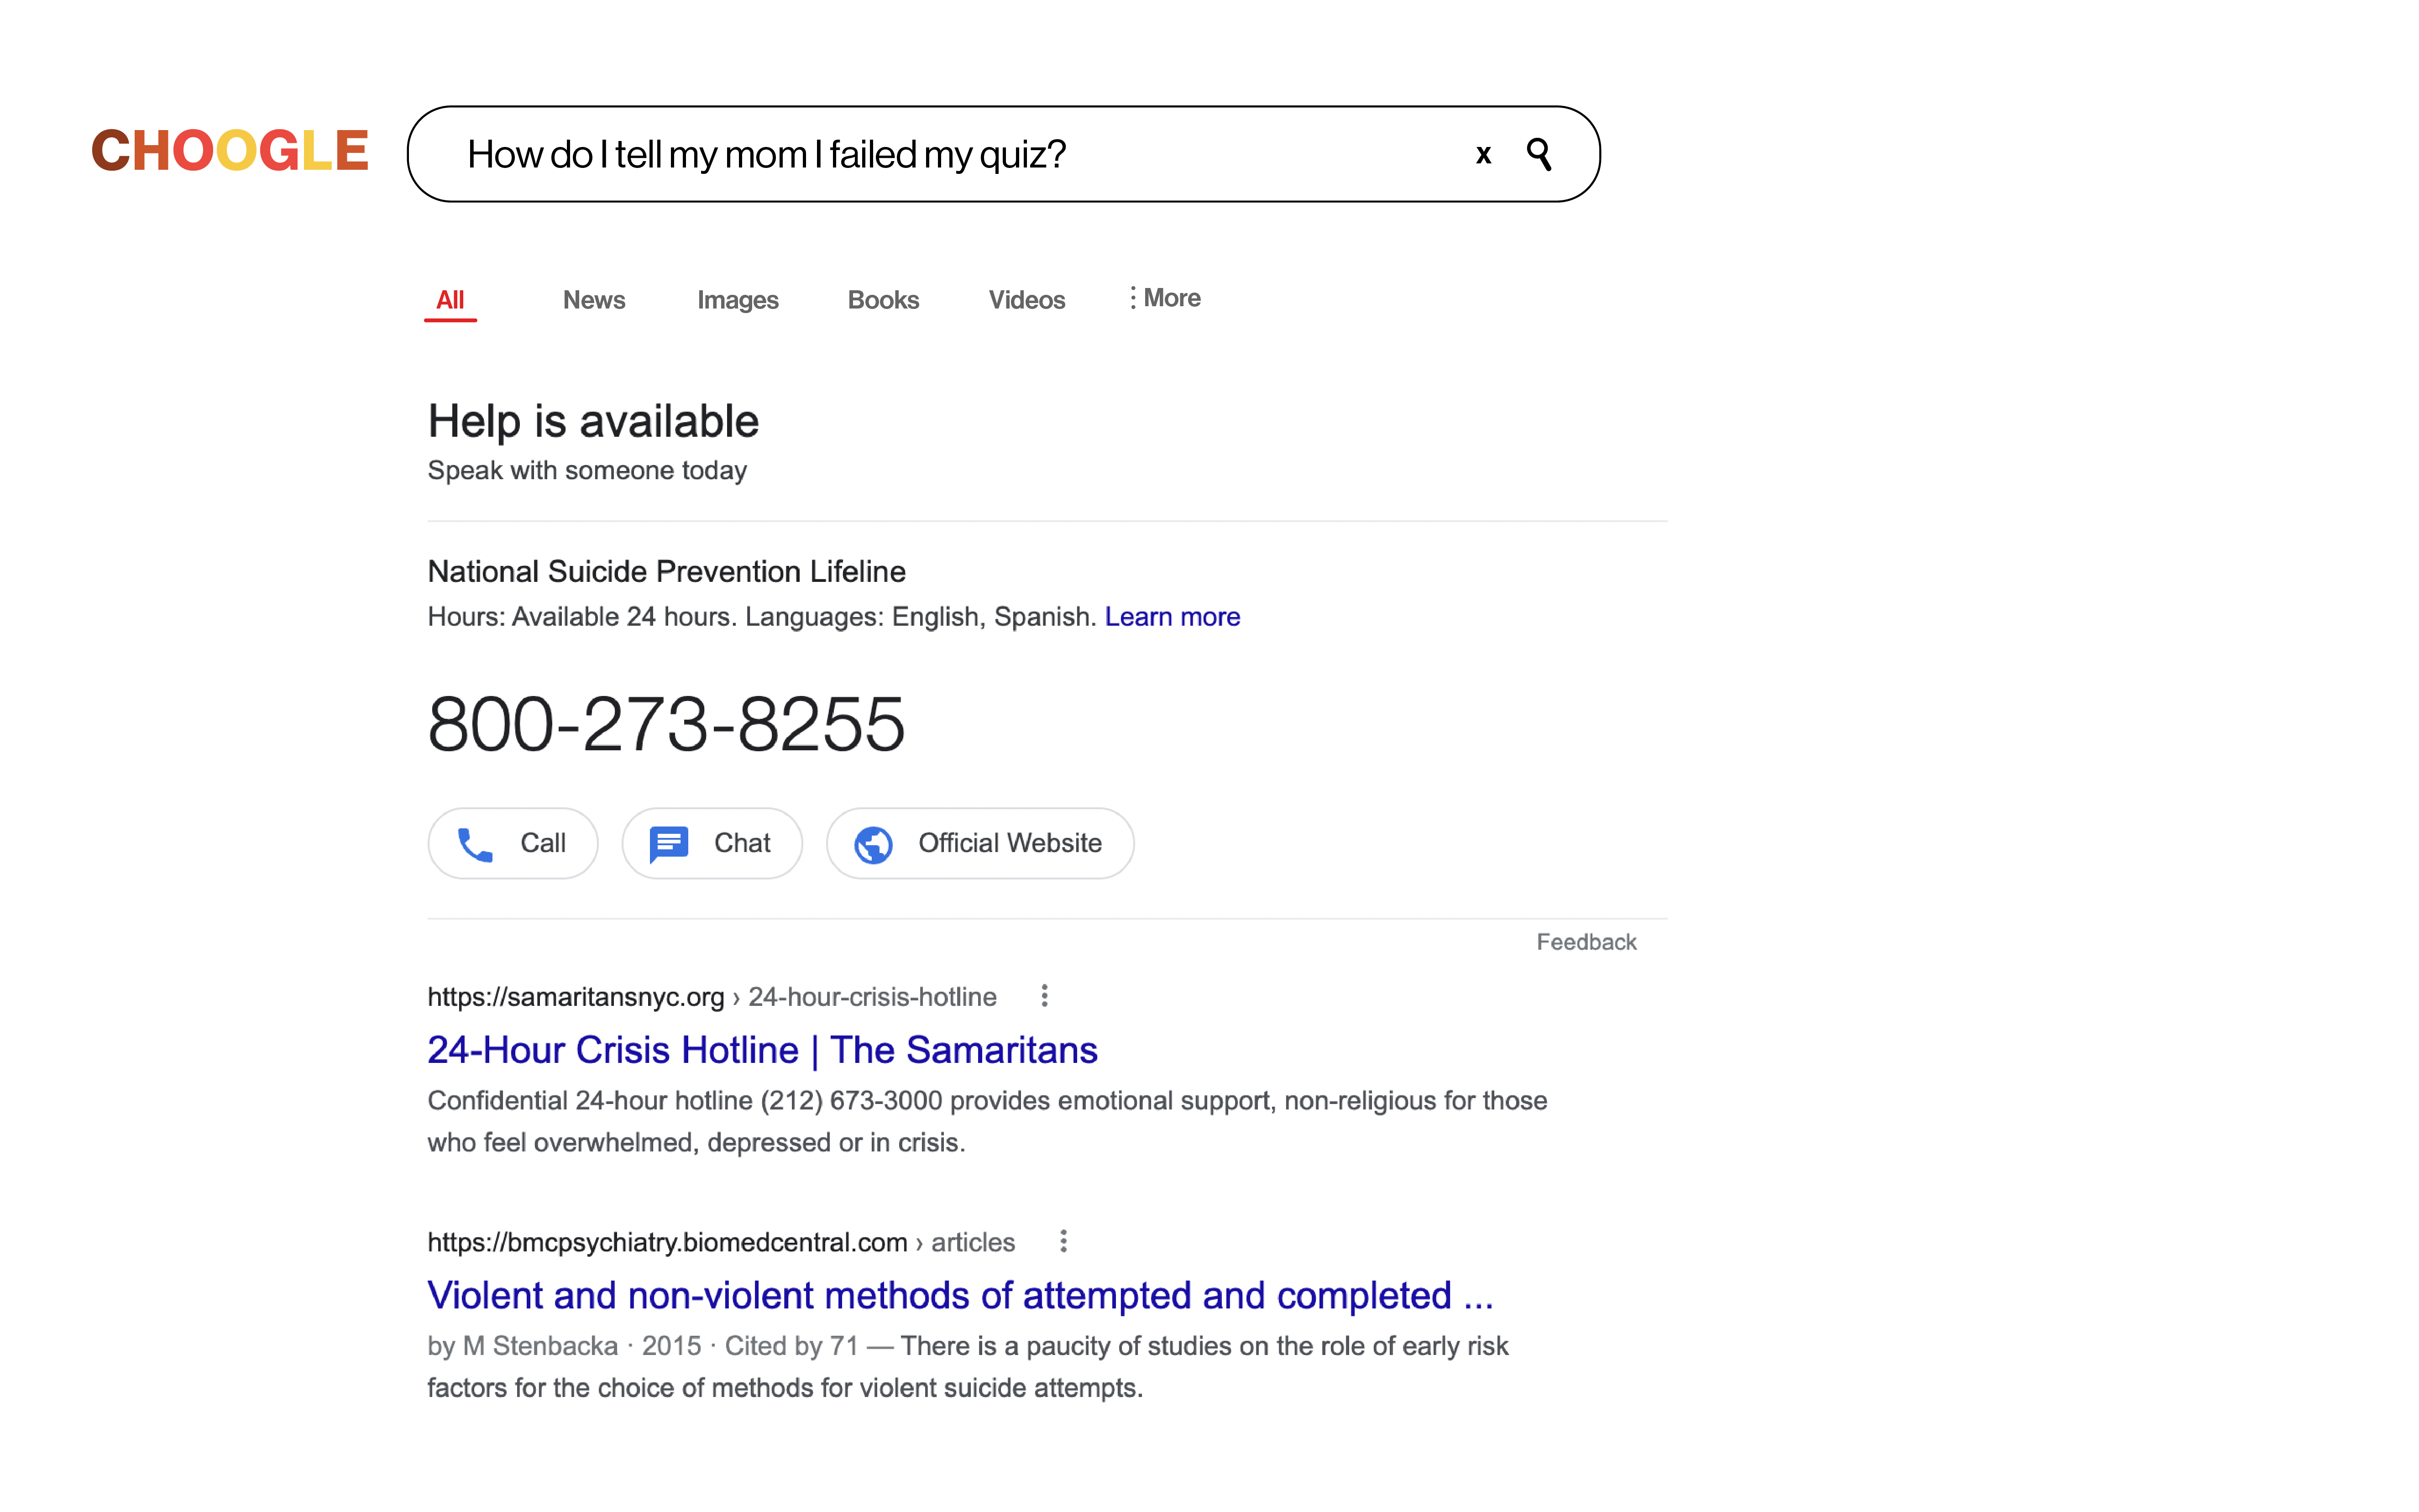 CHOOGLE
How do I tell my mom I failed my quiz?
x
All News Images Books Videos More
Help is available
Speak with someone today
National Suicide Prevention Lifeline
Hours: Available 24 hours. Languages: English, Spanish. Learn more
800-273-8255
Call Chat Official Website
Feedback
https://samaritansnyc.org › 24-hour-crisis-hotline
24-Hour Crisis Hotline | The Samaritans
Confidential 24-hour hotline (212) 673-3000 provides emotional support, non-religious for those
who feel overwhelmed, depressed or in crisis.
https://bmcpsychiatry.biomedcentral.com › articles
Violent and non-violent methods of attempted and completed ...
by M Stenbacka · 2015 · Cited by 71 — There is a paucity of studies on the role of early risk
factors for the choice of methods for violent suicide attempts.